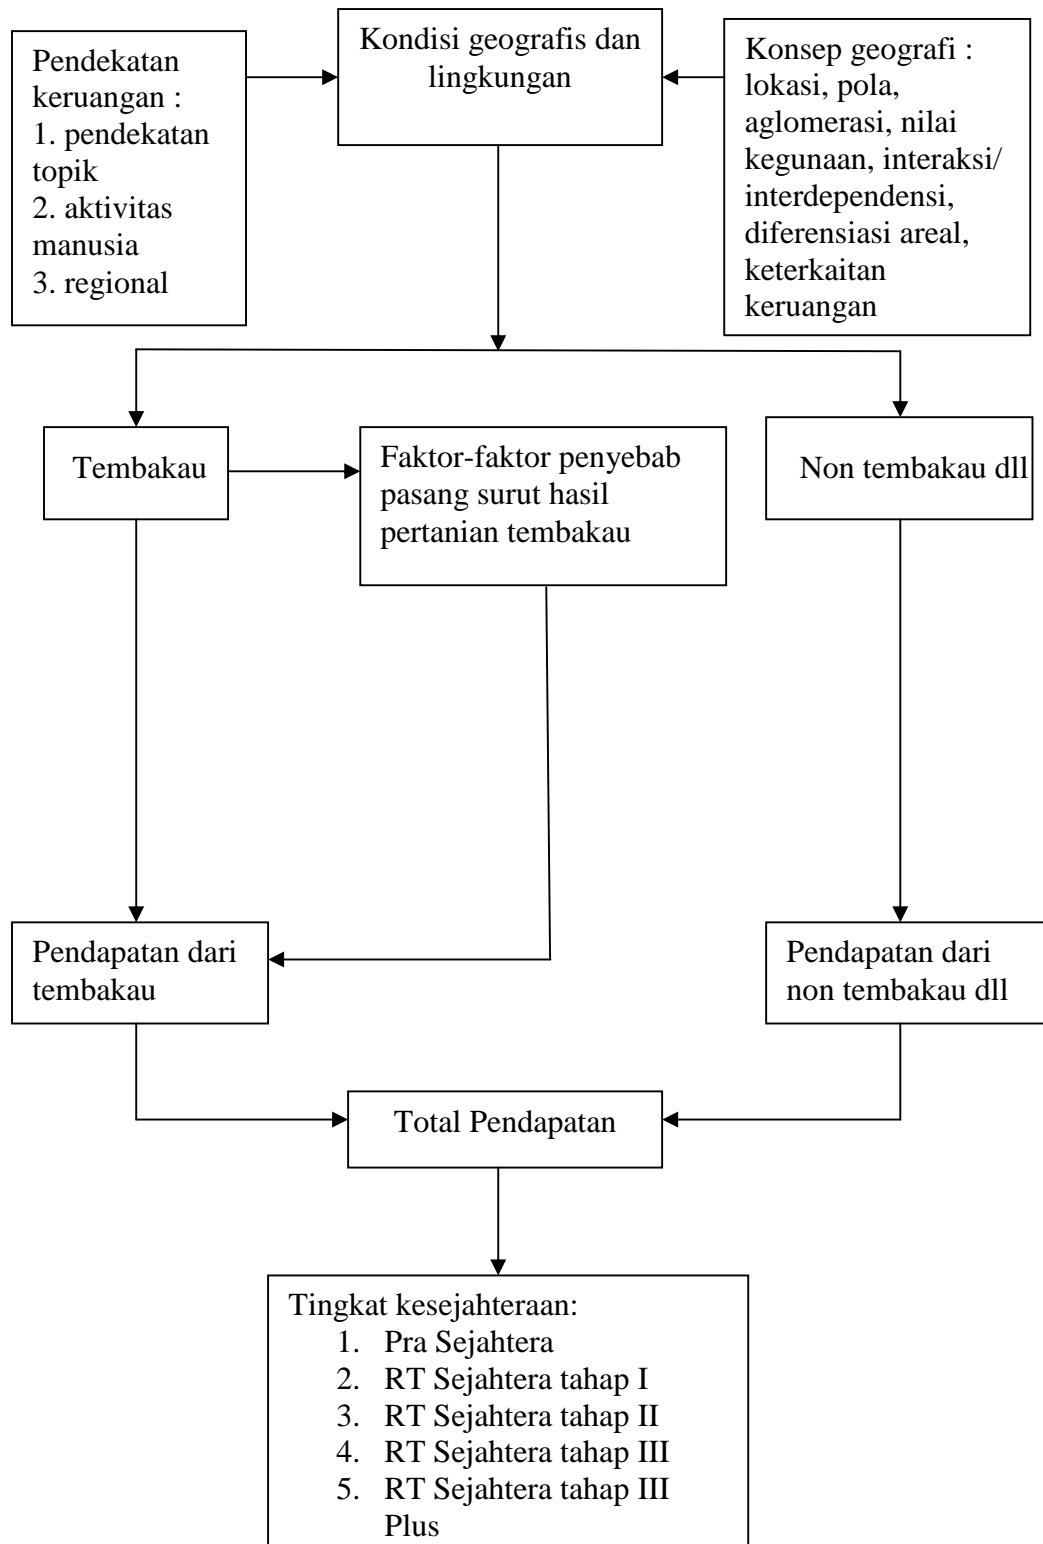 Pendekatan
keruangan :
1. pendekatan
topik
2. aktivitas
manusia
3. regional
Kondisi geografis dan
lingkungan
Konsep geografi :
lokasi, pola,
aglomerasi, nilai
kegunaan, interaksi/
interdependensi,
diferensiasi areal,
keterkaitan
keruangan
Tembakau
Faktor-faktor penyebab
pasang surut hasil
pertanian tembakau
Non tembakau dll
Pendapatan dari
tembakau
Pendapatan dari
non tembakau dll
Total Pendapatan
Tingkat kesejahteraan:
1. Pra Sejahtera
2. RT Sejahtera tahap I
3. RT Sejahtera tahap II
4. RT Sejahtera tahap III
5. RT Sejahtera tahap III
Plus